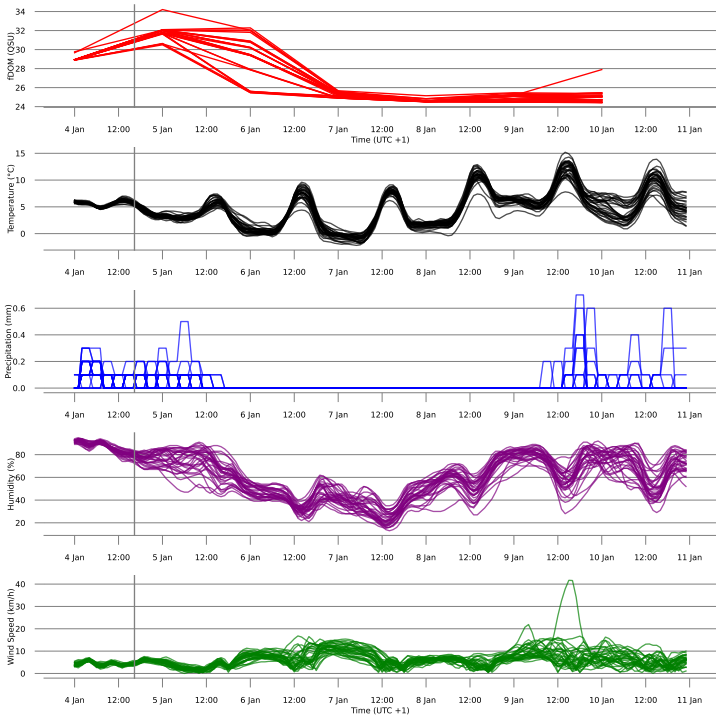 34
32
30
28
26
24
fDOM (QSU)
4 Jan 12:00 5 Jan 12:00 6 Jan 12:00 7 Jan 12:00 8 Jan 12:00 9 Jan 12:00 10 Jan 12:00 11 Jan
Time (UTC +1)
15
10
5
0
Temperature (°C)
4 Jan 12:00 5 Jan 12:00 6 Jan 12:00 7 Jan 12:00 8 Jan 12:00 9 Jan 12:00 10 Jan 12:00 11 Jan
0.6
0.4
0.2
0.0
Precipitation (mm)
4 Jan 12:00 5 Jan 12:00 6 Jan 12:00 7 Jan 12:00 8 Jan 12:00 9 Jan 12:00 10 Jan 12:00 11 Jan
80
60
40
20
Humidity (%)
4 Jan 12:00 5 Jan 12:00 6 Jan 12:00 7 Jan 12:00 8 Jan 12:00 9 Jan 12:00 10 Jan 12:00 11 Jan
40
30
20
10
0
Wind Speed (km/h)
4 Jan 12:00 5 Jan 12:00 6 Jan 12:00 7 Jan 12:00 8 Jan 12:00 9 Jan 12:00 10 Jan 12:00 11 Jan
Time (UTC +1)